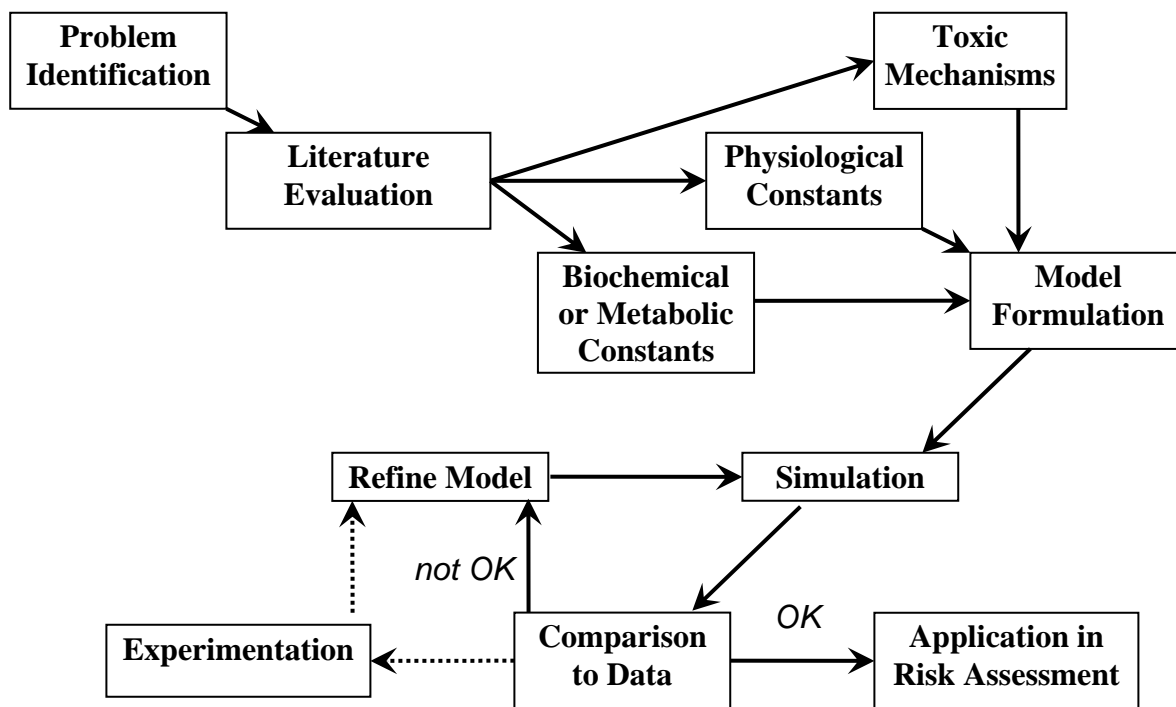 Problem
Identification
Toxic
Mechanisms
Literature
Evaluation
Physiological
Constants
Biochemical
or Metabolic
Constants
Model
Formulation
Refine Model
Simulation
not OK
Experimentation
Comparison
to Data
OK
Application in
Risk Assessment